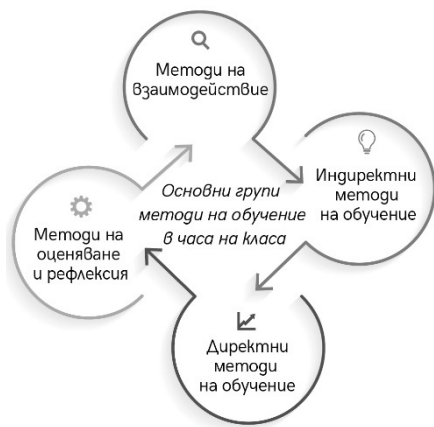 Методи на
взаимодействие
Индиректни
методи
на обучение
Основни групи
методи на обучение
в часа на класа
Методи на
оценяване
и рефлексия
Директни
методи
на обучение